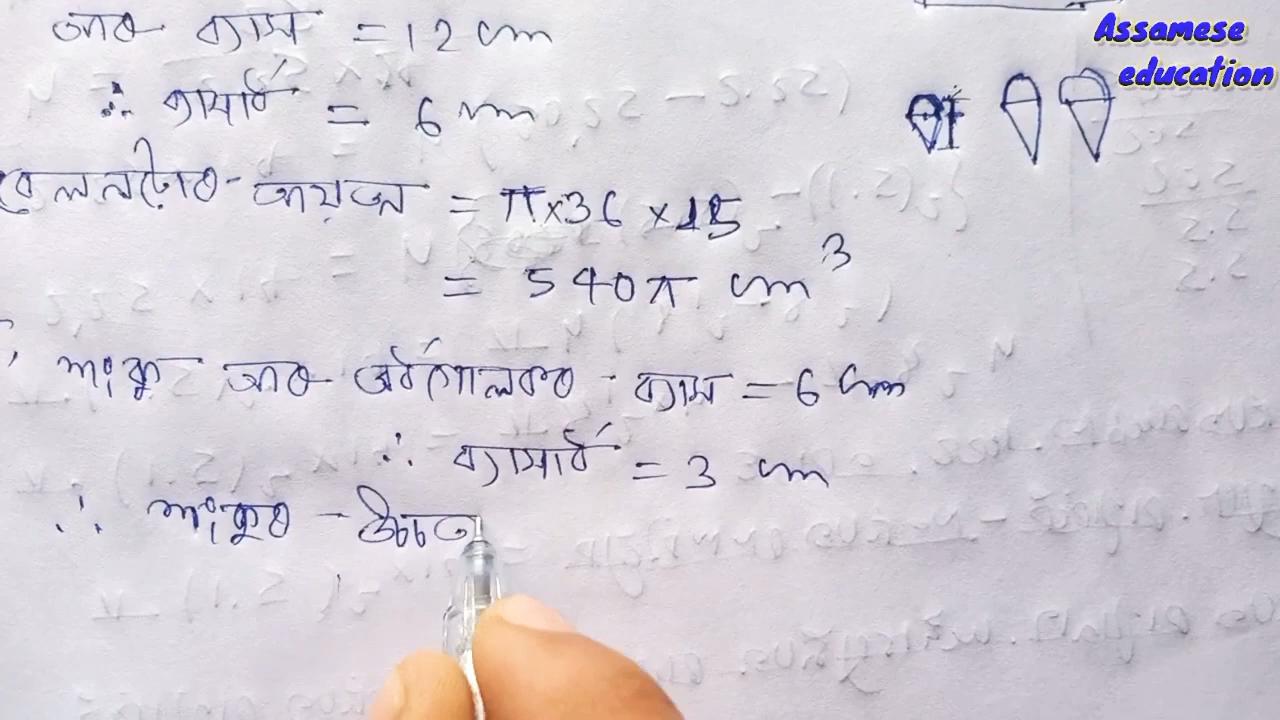 Assamese
education
আৰু ব্যাস = 12 cm
∴ ব্যাসাৰ্ধ = 6 cm
বেলনটোৰ আয়তন = π×36×15
= 540π cm³
শংকু আৰু অৰ্ধগোলকৰ ব্যাস = 6 cm
∴ ব্যাসাৰ্ধ = 3 cm
∴ শংকুৰ উচ্চতা